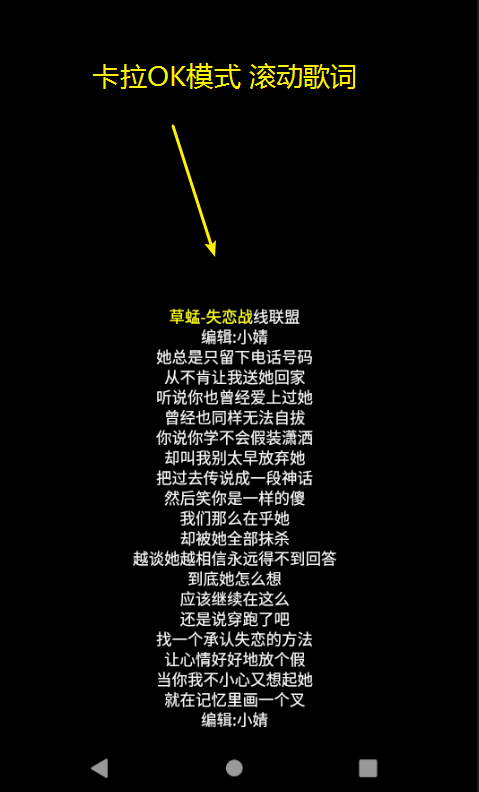 卡拉OK模式 滚动歌词
草蜢-失恋战线联盟
编辑:小婧
她总是只留下电话号码
从不肯让我送她回家
听说你也曾经爱上过她
曾经也同样无法自拔
你说你学不会假装潇洒
却叫我别太早放弃她
把过去传说成一段神话
然后笑你是一样的傻
我们那么在乎她
却被她全部抹杀
越谈她越相信永远得不到回答
到底她怎么想
应该继续在这么
还是说穿跑了吧
找一个承认失恋的方法
让心情好好地放个假
当你我不小心又想起她
就在记忆里画一个叉
编辑:小婧